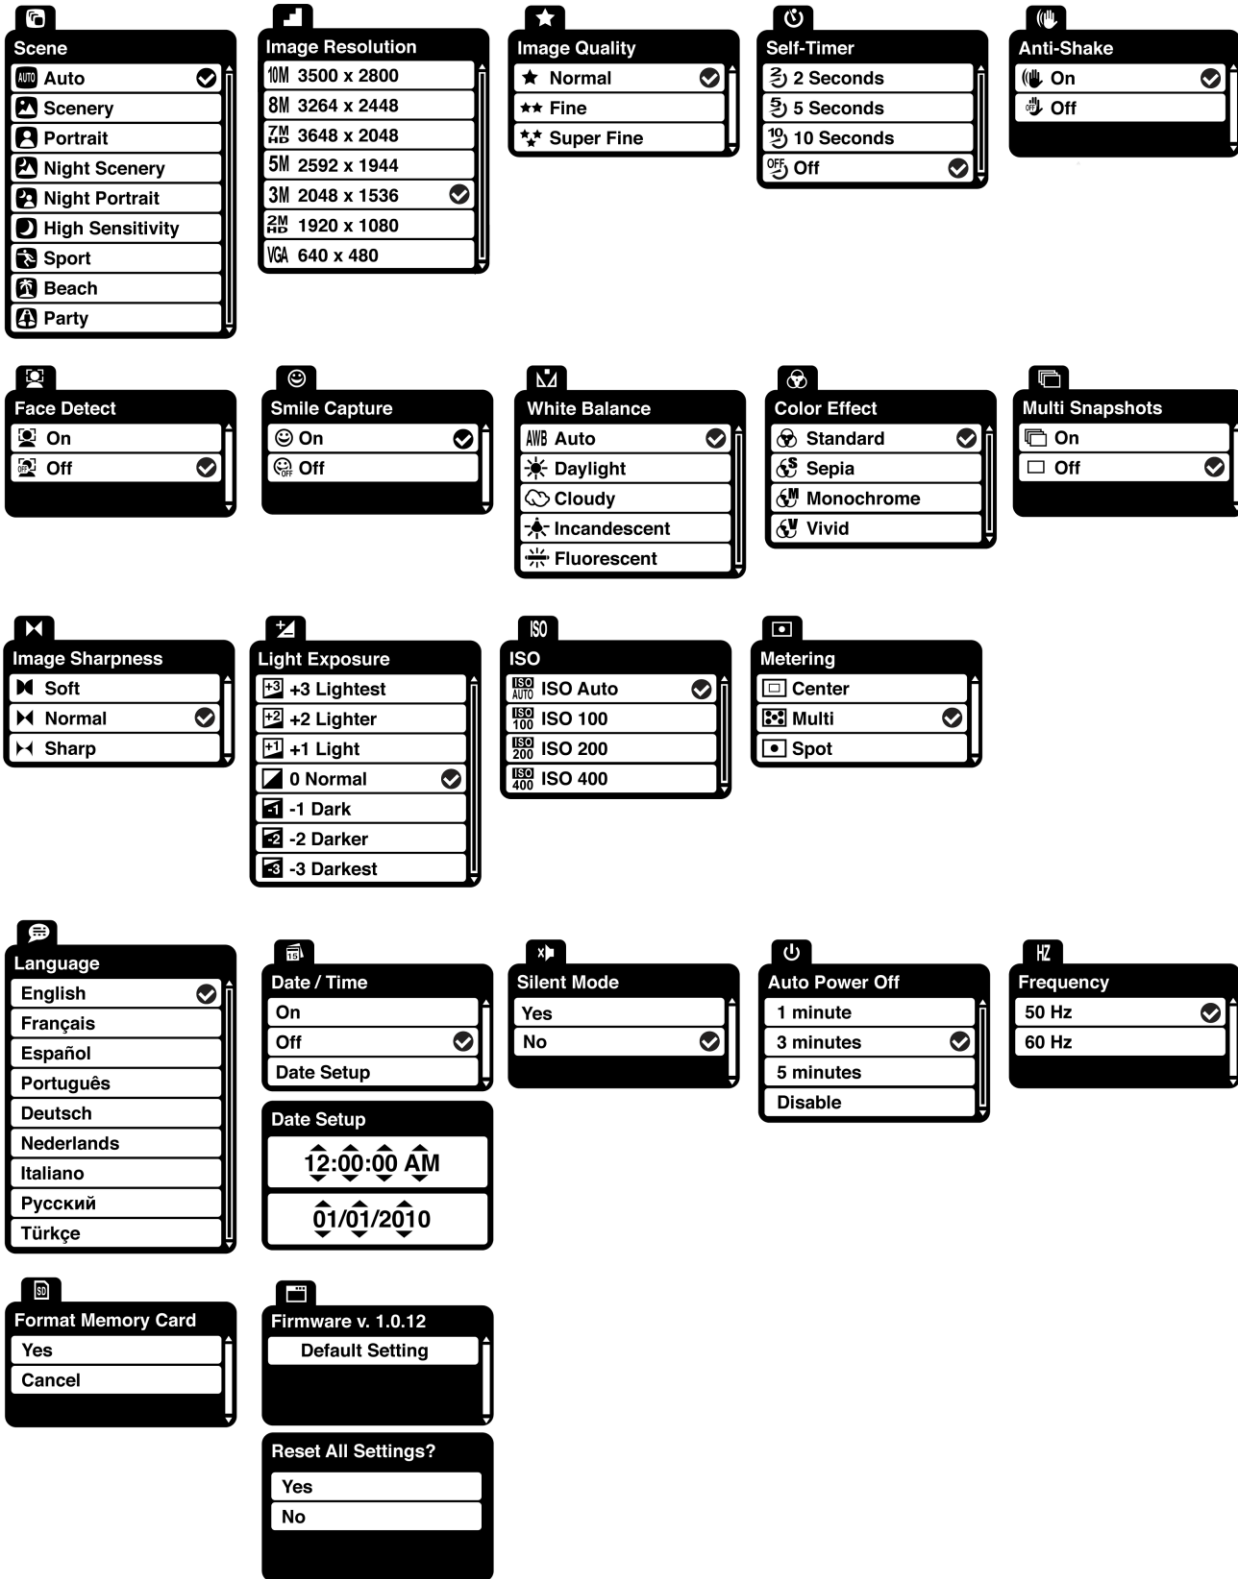 Scene
AUTO Auto
Scenery
Portrait
Night Scenery
Night Portrait
High Sensitivity
Sport
Beach
Party
Image Resolution
10M 3500 x 2800
8M 3264 x 2448
7M HD 3648 x 2048
5M 2592 x 1944
3M 2048 x 1536
2M HD 1920 x 1080
VGA 640 x 480
Image Quality
Normal
Fine
Super Fine
Self-Timer
2 2 Seconds
5 5 Seconds
10 10 Seconds
OFF Off
Anti-Shake
On
OFF Off
Face Detect
On
OFF Off
Smile Capture
On
OFF Off
White Balance
AWB Auto
Daylight
Cloudy
Incandescent
Fluorescent
Color Effect
Standard
S Sepia
M Monochrome
V Vivid
Multi Snapshots
On
Off
Image Sharpness
Soft
Normal
Sharp
Light Exposure
+3 +3 Lightest
+2 +2 Lighter
+1 +1 Light
0 Normal
-1 -1 Dark
-2 -2 Darker
-3 -3 Darkest
ISO
ISO
ISO AUTO ISO Auto
ISO 100 ISO 100
ISO 200 ISO 200
ISO 400 ISO 400
Metering
Center
Multi
Spot
Language
English
Français
Español
Português
Deutsch
Nederlands
Italiano
Русский
Türkçe
15
Date / Time
On
Off
Date Setup
Date Setup
12:00:00 AM
01/01/2010
X
Silent Mode
Yes
No
Auto Power Off
1 minute
3 minutes
5 minutes
Disable
HZ
Frequency
50 Hz
60 Hz
SD
Format Memory Card
Yes
Cancel
Firmware v. 1.0.12
Default Setting
Reset All Settings?
Yes
No